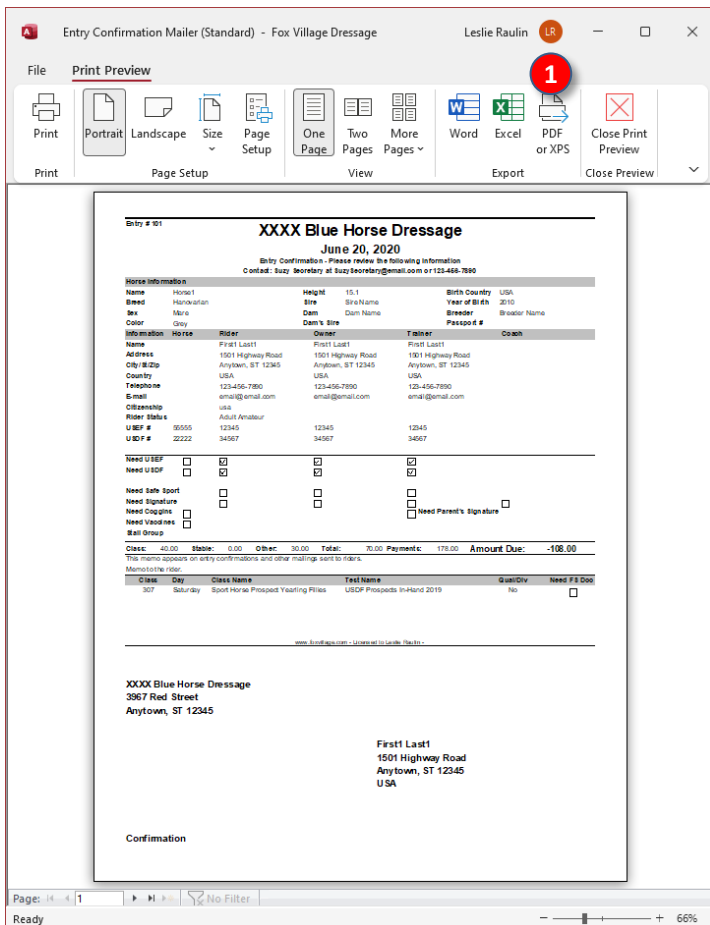 Entry Confirmation Mailer (Standard) - Fox Village Dressage Leslie Raulin LR
File Print Preview
1
Print Portrait Landscape Size Page Setup One Page Two Pages More Pages Word Excel PDF or XPS Close Print Preview
Print Page Setup View Export Close Preview
Entry # 101
XXXX Blue Horse Dressage
June 20, 2020
Entry Confirmation - Please review the following information
Contact: Suzy Secretary at SuzySecretary@email.com or 123-456-7890
Horse Information
Name Horse1 Height 15.1 Birth Country USA
Breed Hanovarian Sire Sire Name Year of Birth 2010
Sex Mare Dam Dam Name Breeder Breeder Name
Color Grey Dam's Sire Passport #
Information Horse Rider Owner Trainer Coach
Name First1 Last1 First1 Last1 First1 Last1
Address 1501 Highway Road 1501 Highway Road 1501 Highway Road
City/St/Zip Anytown, ST 12345 Anytown, ST 12345 Anytown, ST 12345
Country USA USA USA
Telephone 123-456-7890 123-456-7890 123-456-7890
E-mail email@email.com email@email.com email@email.com
Citizenship usa
Rider Status Adult Amateur
USEF # 55555 12345 12345 12345
USDF # 22222 34567 34567 34567
Need USEF
Need USDF
Need Safe Sport
Need Signature
Need Coggins Need Parent's Signature
Need Vaccines
Stall Group
Class: 40.00 Stable: 0.00 Other: 30.00 Total: 70.00 Payments: 178.00 Amount Due: -108.00
This memo appears on entry confirmations and other mailings sent to riders.
Memo to the rider.
Class Day Class Name Test Name Qual/Div Need FS Doc
307 Saturday Sport Horse Prospect Yearling Fillies USDF Prospects In-Hand 2019 No
www.foxvillage.com - Licensed to Leslie Raulin -
XXXX Blue Horse Dressage
3967 Red Street
Anytown, ST 12345
First1 Last1
1501 Highway Road
Anytown, ST 12345
USA
Confirmation
Page: 1 No Filter
Ready 66%